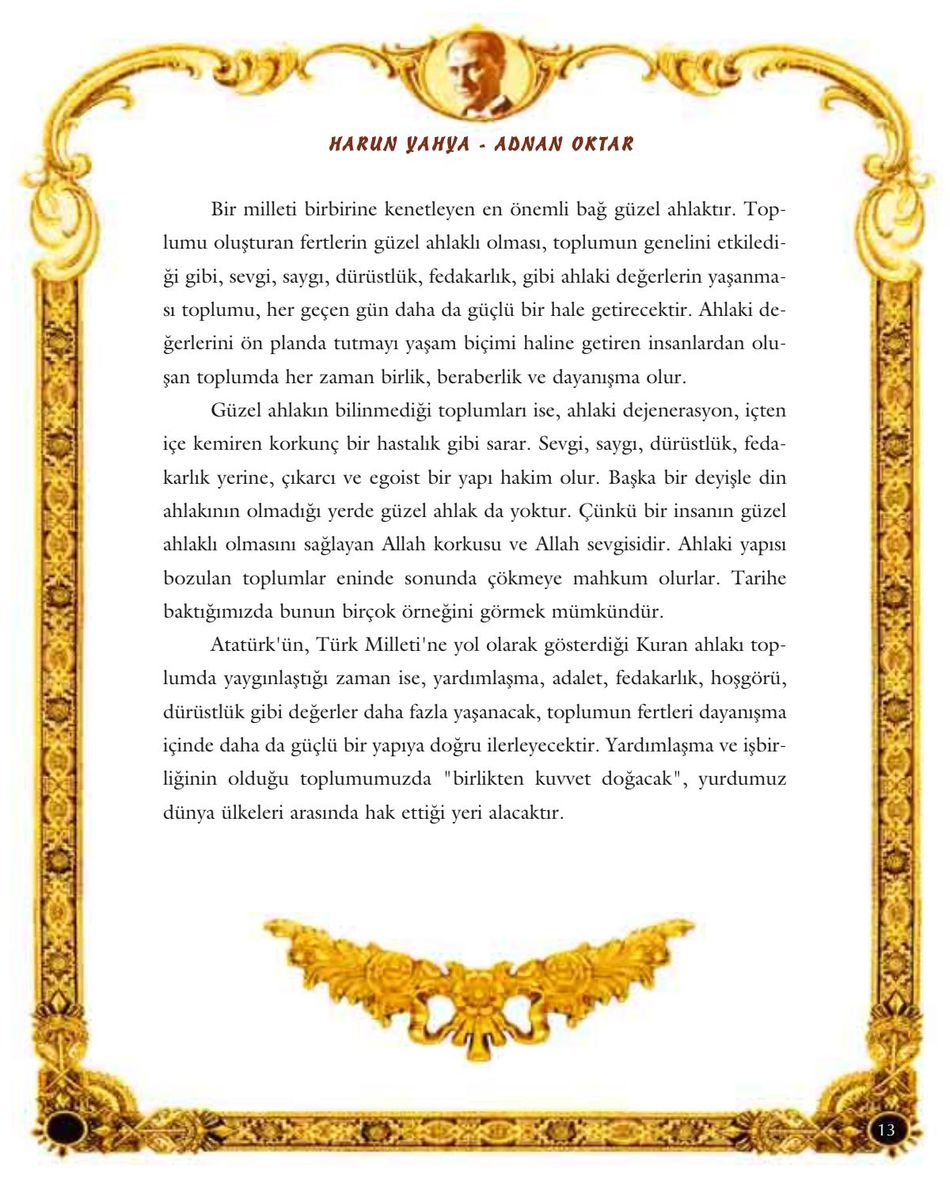 HARUN YAHYA - ADNAN OKTAR
Bir milleti birbirine kenetleyen en önemli bağ güzel ahlaktır. Top-
lumu oluşturan fertlerin güzel ahlaklı olması, toplumun genelini etkiledi-
ği gibi, sevgi, saygı, dürüstlük, fedakarlık, gibi ahlaki değerlerin yaşanma-
sı toplumu, her geçen gün daha da güçlü bir hale getirecektir. Ahlaki de-
ğerlerini ön planda tutmayı yaşam biçimi haline getiren insanlardan olu-
şan toplumda her zaman birlik, beraberlik ve dayanışma olur.
Güzel ahlakın bilinmediği toplumları ise, ahlaki dejenerasyon, içten
içe kemiren korkunç bir hastalık gibi sarar. Sevgi, saygı, dürüstlük, feda-
karlık yerine, çıkarcı ve egoist bir yapı hakim olur. Başka bir deyişle din
ahlakının olmadığı yerde güzel ahlak da yoktur. Çünkü bir insanın güzel
ahlaklı olmasını sağlayan Allah korkusu ve Allah sevgisidir. Ahlaki yapısı
bozulan toplumlar eninde sonunda çökmeye mahkum olurlar. Tarihe
baktığımızda bunun birçok örneğini görmek mümkündür.
Atatürk'ün, Türk Milleti'ne yol olarak gösterdiği Kuran ahlakı top-
lumda yaygınlaştığı zaman ise, yardımlaşma, adalet, fedakarlık, hoşgörü,
dürüstlük gibi değerler daha fazla yaşanacak, toplumun fertleri dayanışma
içinde daha da güçlü bir yapıya doğru ilerleyecektir. Yardımlaşma ve işbir-
liğinin olduğu toplumumuzda "birlikten kuvvet doğacak", yurdumuz
dünya ülkeleri arasında hak ettiği yeri alacaktır.
13